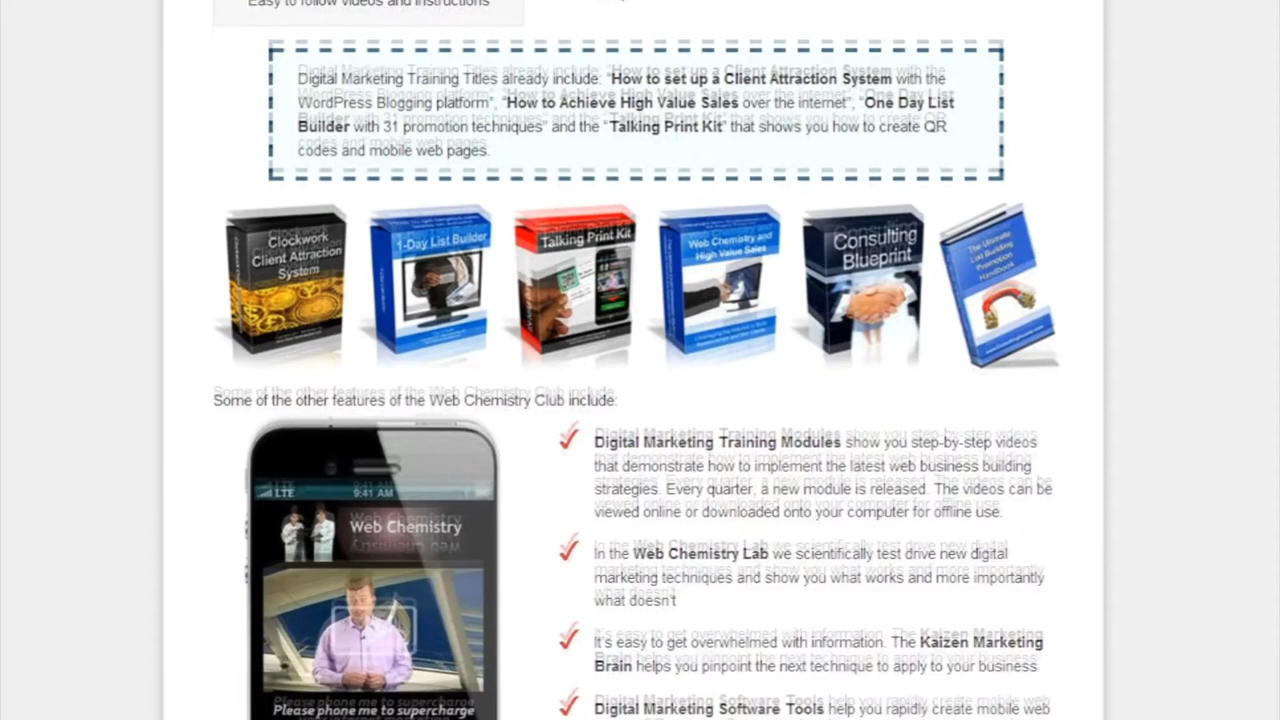 Easy to follow videos and instructions
Digital Marketing Training Titles already include: "How to set up a Client Attraction System with the
WordPress Blogging platform", "How to Achieve High Value Sales over the internet", "One Day List
Builder with 31 promotion techniques" and the "Talking Print Kit" that shows you how to create QR
codes and mobile web pages.
Clockwork
Client Attraction
System
1-Day List Builder
Talking Print Kit
Web Chemistry and
High Value Sales
Consulting
Blueprint
The Ultimate
List Building
Promotion
Handbook
Some of the other features of the Web Chemistry Club include:
LTE
9:41 AM
Web Chemistry
Please phone me to supercharge
Digital Marketing Training Modules show you step-by-step videos
that demonstrate how to implement the latest web business building
strategies. Every quarter, a new module is released. The videos can be
viewed online or downloaded onto your computer for offline use.
In the Web Chemistry Lab we scientifically test drive new digital
marketing techniques and show you what works and more importantly
what doesn't
It's easy to get overwhelmed with information. The Kaizen Marketing
Brain helps you pinpoint the next technique to apply to your business
Digital Marketing Software Tools help you rapidly create mobile web